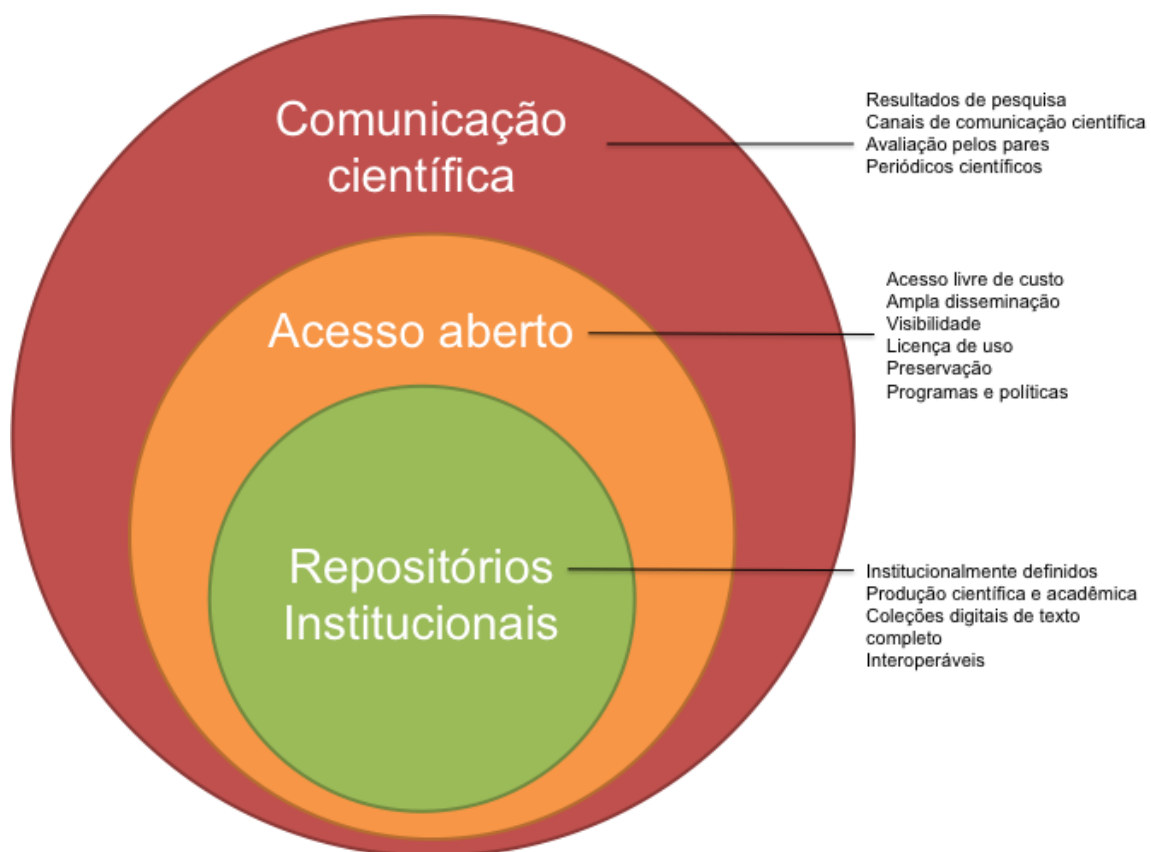 Comunicação
científica
Resultados de pesquisa
Canais de comunicação científica
Avaliação pelos pares
Periódicos científicos
Acesso aberto
Acesso livre de custo
Ampla disseminação
Visibilidade
Licença de uso
Preservação
Programas e políticas
Repositórios
Institucionais
Institucionalmente definidos
Produção científica e acadêmica
Coleções digitais de texto
completo
Interoperáveis